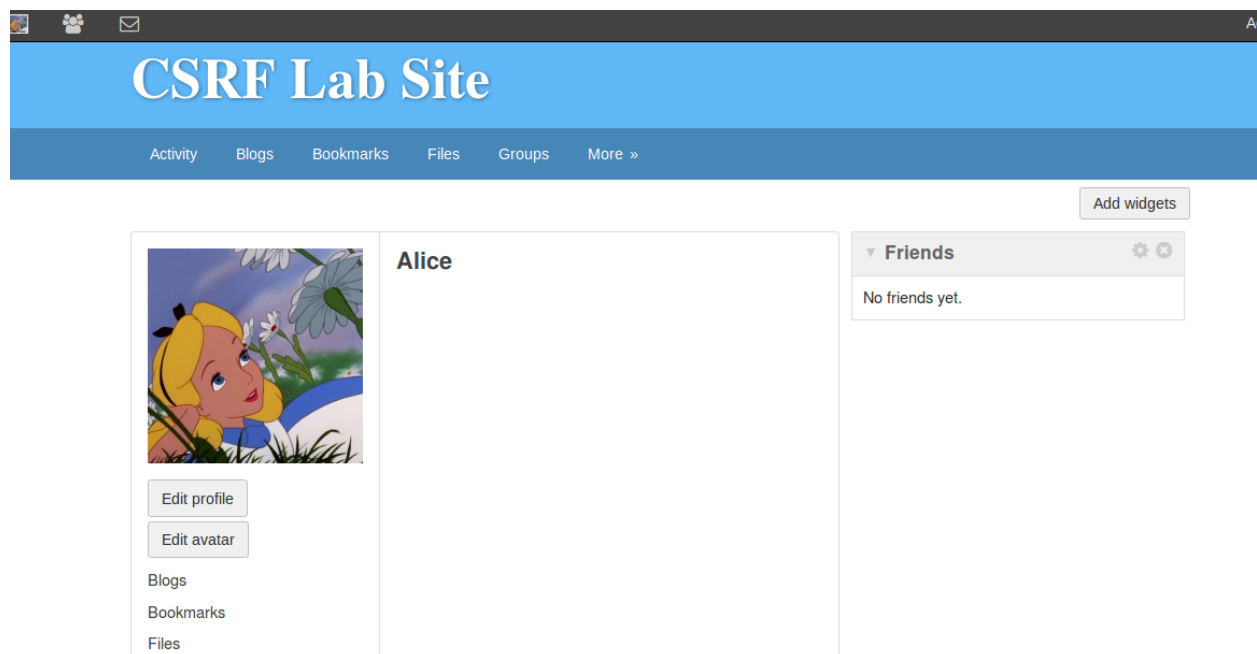 CSRF Lab Site
Activity Blogs Bookmarks Files Groups More »
Add widgets
Alice
Friends
No friends yet.
Edit profile
Edit avatar
Blogs
Bookmarks
Files